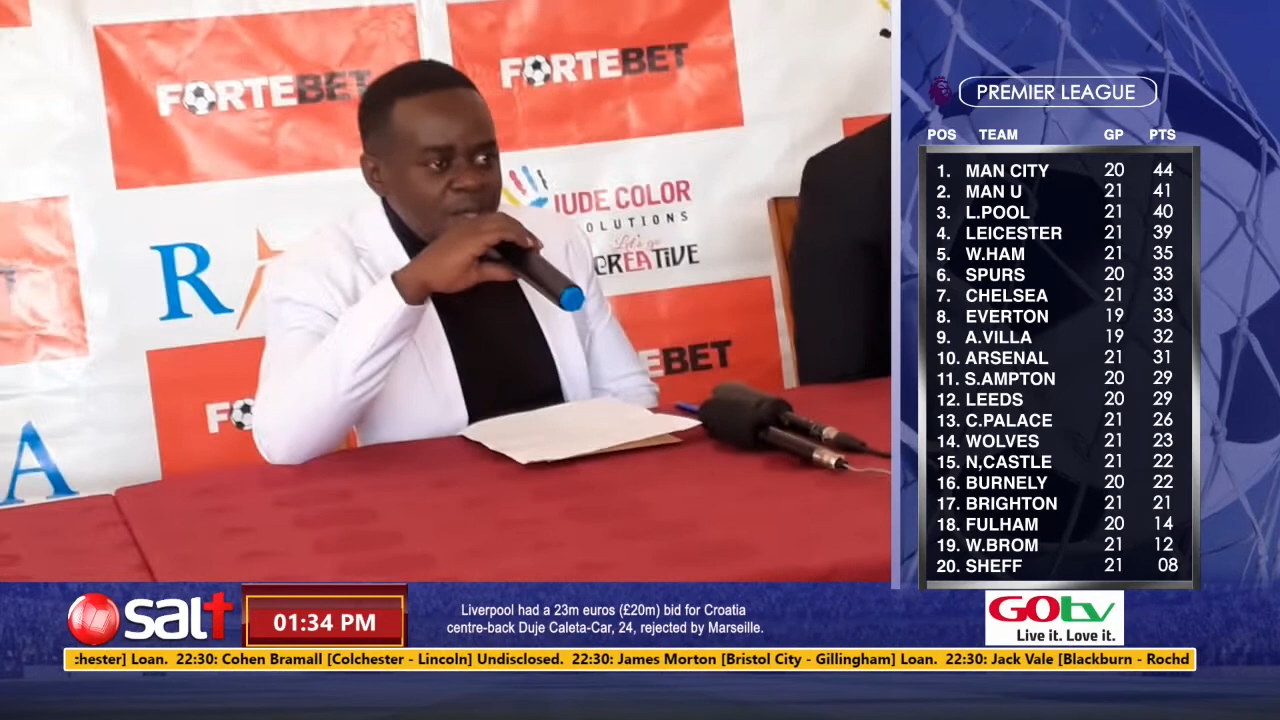 FORTEBET
FORTEBET
JUDE COLOR
SOLUTIONS
Let's go
CREATIVE
R
EBET
F
A
PREMIER LEAGUE
POS TEAM GP PTS
1. MAN CITY 20 44
2. MAN U 21 41
3. L.POOL 21 40
4. LEICESTER 21 39
5. W.HAM 21 35
6. SPURS 20 33
7. CHELSEA 21 33
8. EVERTON 19 33
9. A.VILLA 19 32
10. ARSENAL 21 31
11. S.AMPTON 20 29
12. LEEDS 20 29
13. C.PALACE 21 26
14. WOLVES 21 23
15. N,CASTLE 21 22
16. BURNELY 20 22
17. BRIGHTON 21 21
18. FULHAM 20 14
19. W.BROM 21 12
20. SHEFF 21 08
salt
01:34 PM
Liverpool had a 23m euros (£20m) bid for Croatia
centre-back Duje Caleta-Car, 24, rejected by Marseille.
GOtv
Live it. Love it.
:hester] Loan. 22:30: Cohen Bramall [Colchester - Lincoln] Undisclosed. 22:30: James Morton [Bristol City - Gillingham] Loan. 22:30: Jack Vale [Blackburn - Rochd